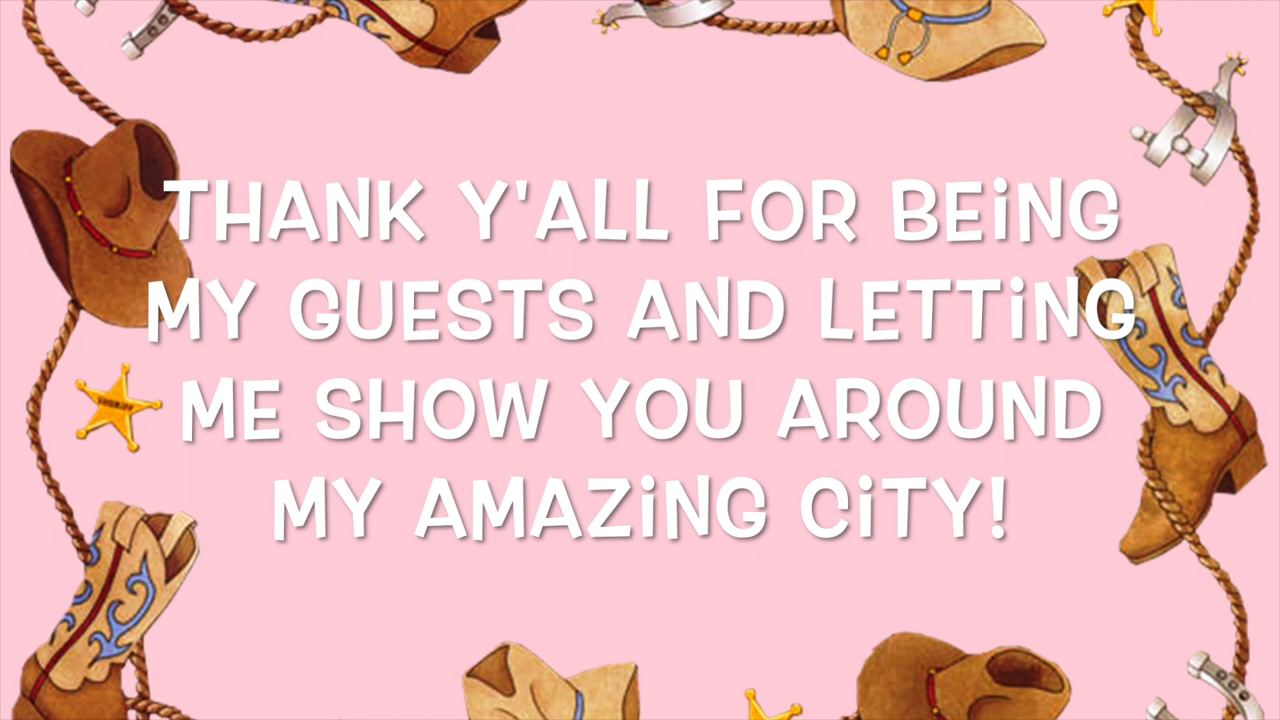 THANK Y'ALL FOR BEiNG
MY GUESTS AND LETTiNG
ME SHOW YOU AROUND
MY AMAZiNG CiTY!